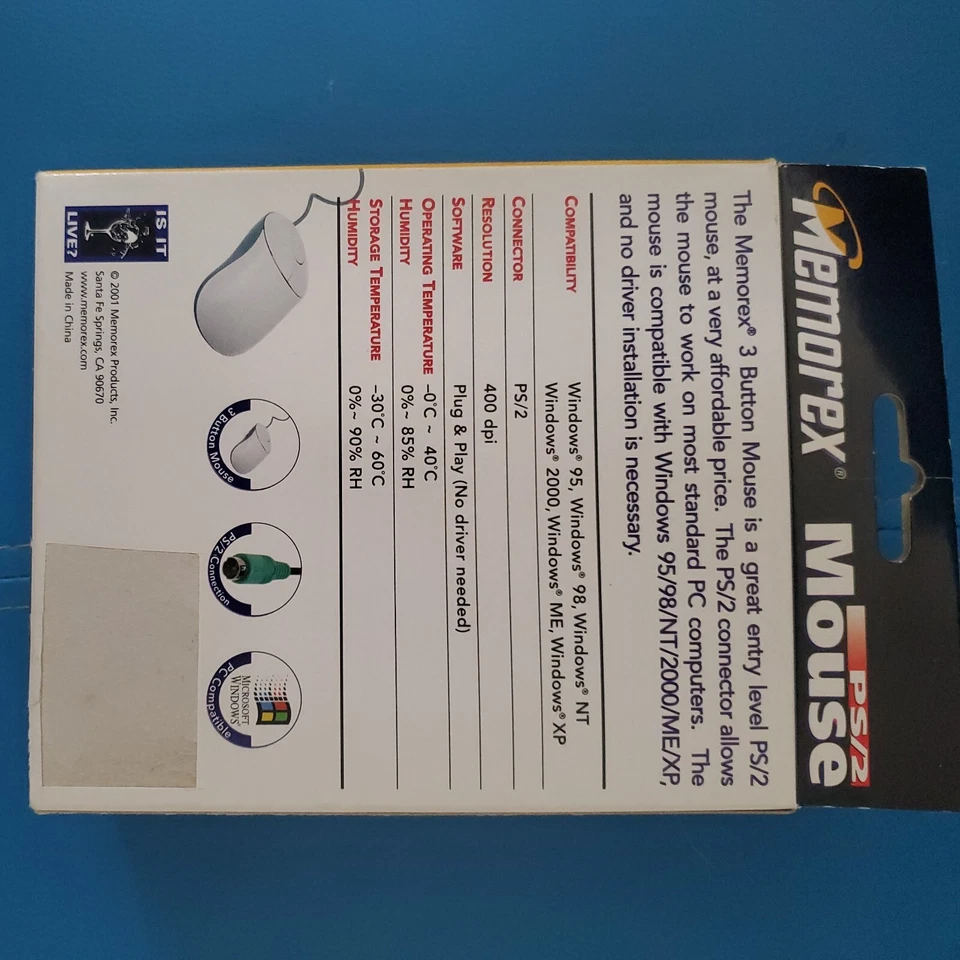 Memorex® PS/2
Mouse
The Memorex® 3 Button Mouse is a great entry level PS/2
mouse, at a very affordable price. The PS/2 connector allows
the mouse to work on most standard PC computers. The
mouse is compatible with Windows 95/98/NT/2000/ME/XP,
and no driver installation is necessary.
COMPATIBILITY Windows® 95, Windows® 98, Windows® NT
Windows® 2000, Windows® ME, Windows® XP
CONNECTOR PS/2
RESOLUTION 400 dpi
SOFTWARE Plug & Play (No driver needed)
OPERATING TEMPERATURE –0°C ~ 40°C
HUMIDITY 0%~ 85% RH
STORAGE TEMPERATURE –30°C ~ 60°C
HUMIDITY 0%~ 90% RH
3 Button Mouse
PS/2 Connection
MICROSOFT
WINDOWS®
PC Compatible
IS IT
LIVE?
© 2001 Memorex Products, Inc.
Santa Fe Springs, CA 90670
www.memorex.com
Made in China